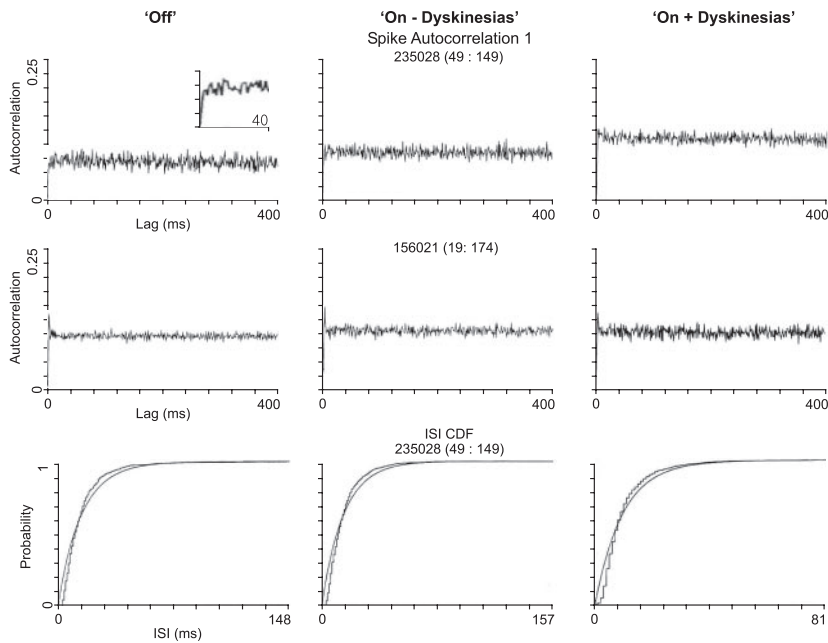 ‘Off’ ‘On - Dyskinesias’ ‘On + Dyskinesias’
Spike Autocorrelation 1
235028 (49 : 149)
Autocorrelation
0.25
0
40
0 400 0 400 0 400
Lag (ms)
156021 (19: 174)
Autocorrelation
0.25
0
0 400 0 400 0 400
Lag (ms)
ISI CDF
235028 (49 : 149)
Probability
1
0
0 148 0 157 0 81
ISI (ms)